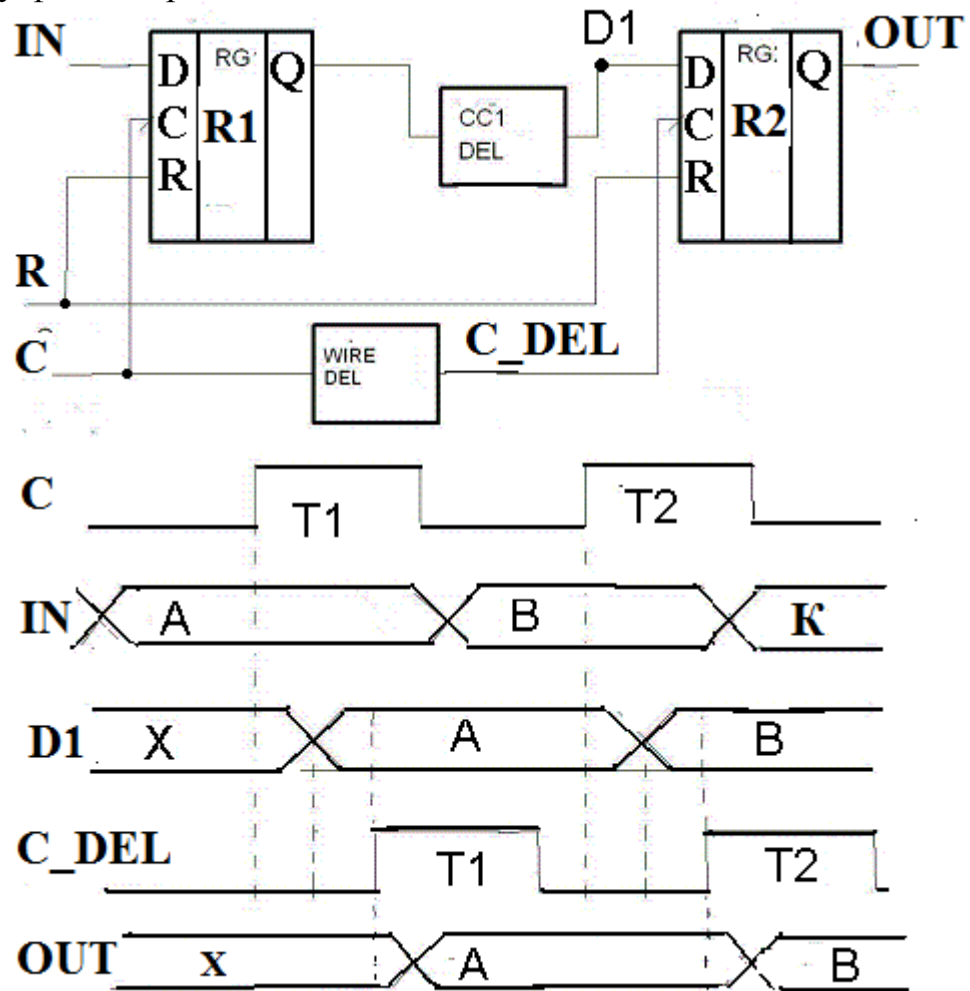 IN D1 OUT
D RG Q D RG: Q
C R1 CC1 C R2
R DEL R
R
C WIRE C_DEL
DEL
C T1 T2
IN A B К
D1 X A B
C_DEL T1 T2
OUT X A B